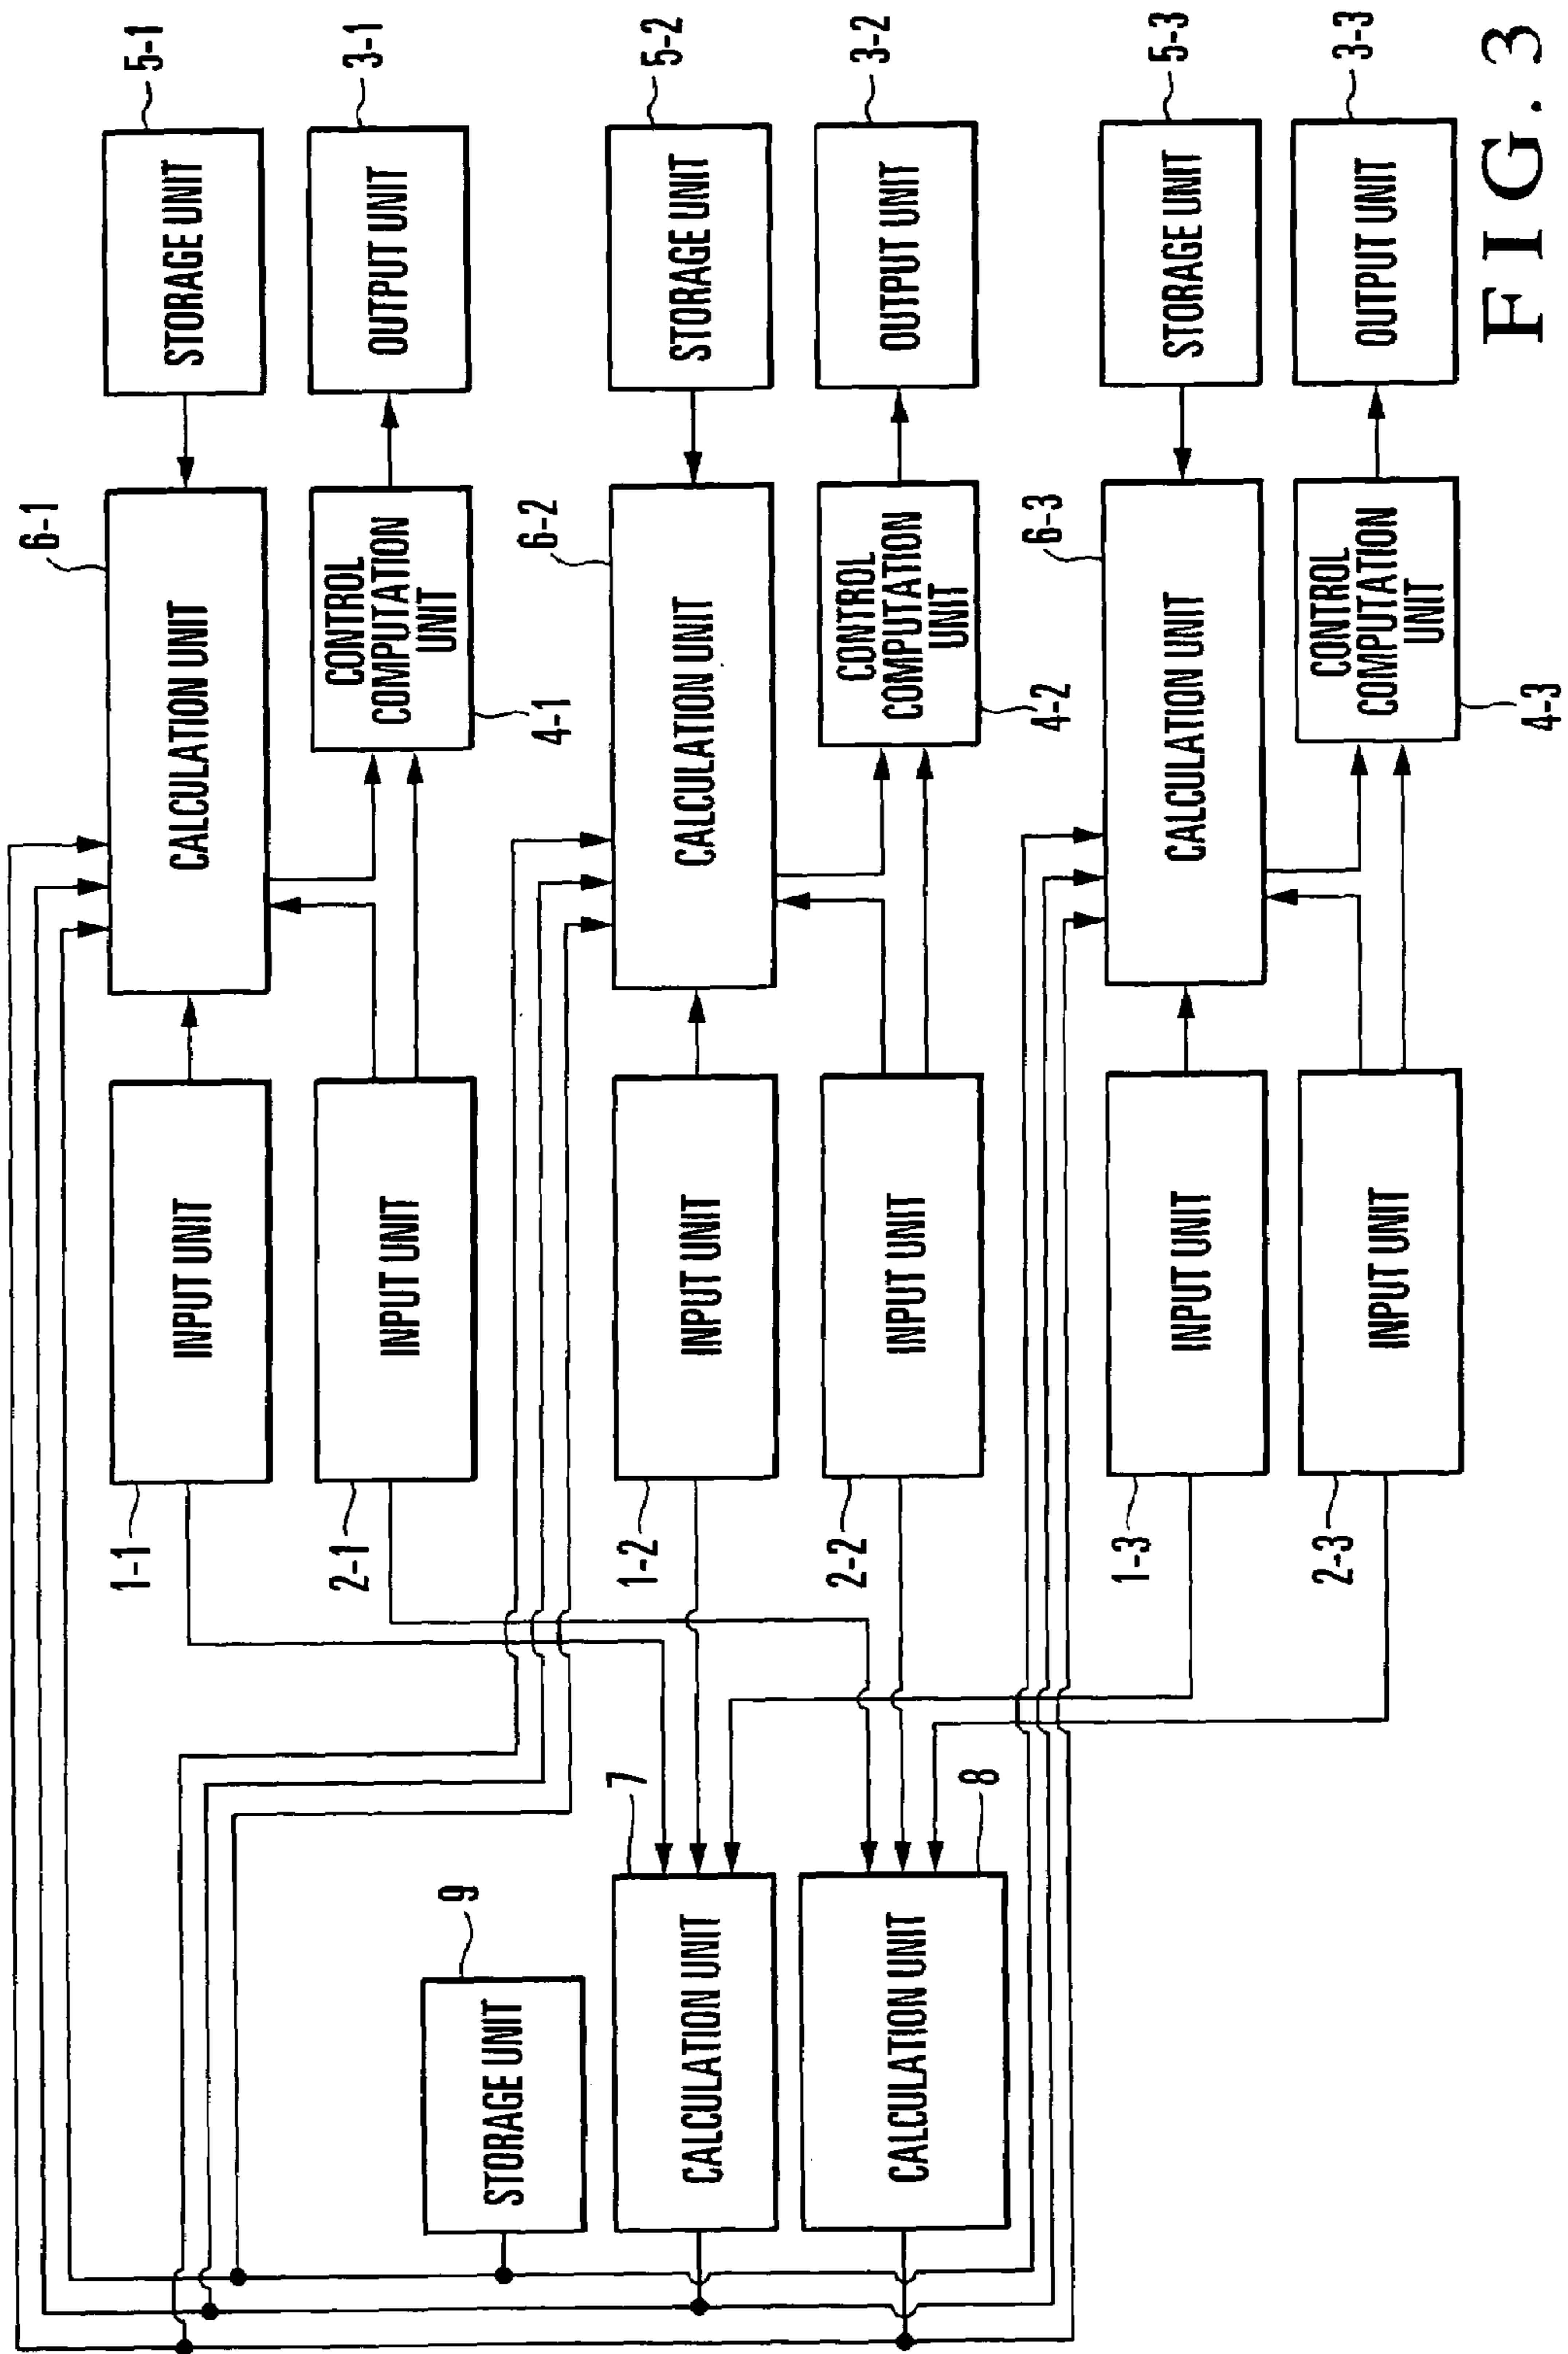 5-1
STORAGE UNIT
3-1
OUTPUT UNIT
6-1
CALCULATION UNIT
CONTROL
COMPUTATION
UNIT
4-1
INPUT UNIT
1-1
INPUT UNIT
2-1
5-2
STORAGE UNIT
3-2
OUTPUT UNIT
6-2
CALCULATION UNIT
CONTROL
COMPUTATION
UNIT
4-2
INPUT UNIT
1-2
INPUT UNIT
2-2
5-3
STORAGE UNIT
3-3
OUTPUT UNIT
6-3
CALCULATION UNIT
CONTROL
COMPUTATION
UNIT
4-3
INPUT UNIT
1-3
INPUT UNIT
2-3
9
STORAGE UNIT
7
CALCULATION UNIT
8
CALCULATION UNIT
FIG. 3